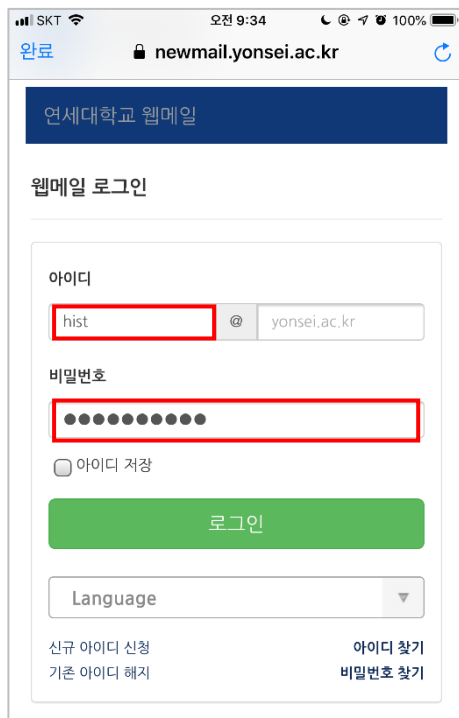 SKT 오전 9:34 100%
완료 newmail.yonsei.ac.kr
연세대학교 웹메일
웹메일 로그인
아이디
hist @ yonsei.ac.kr
비밀번호
●●●●●●●●●●
아이디 저장
로그인
Language
신규 아이디 신청 아이디 찾기
기존 아이디 해지 비밀번호 찾기